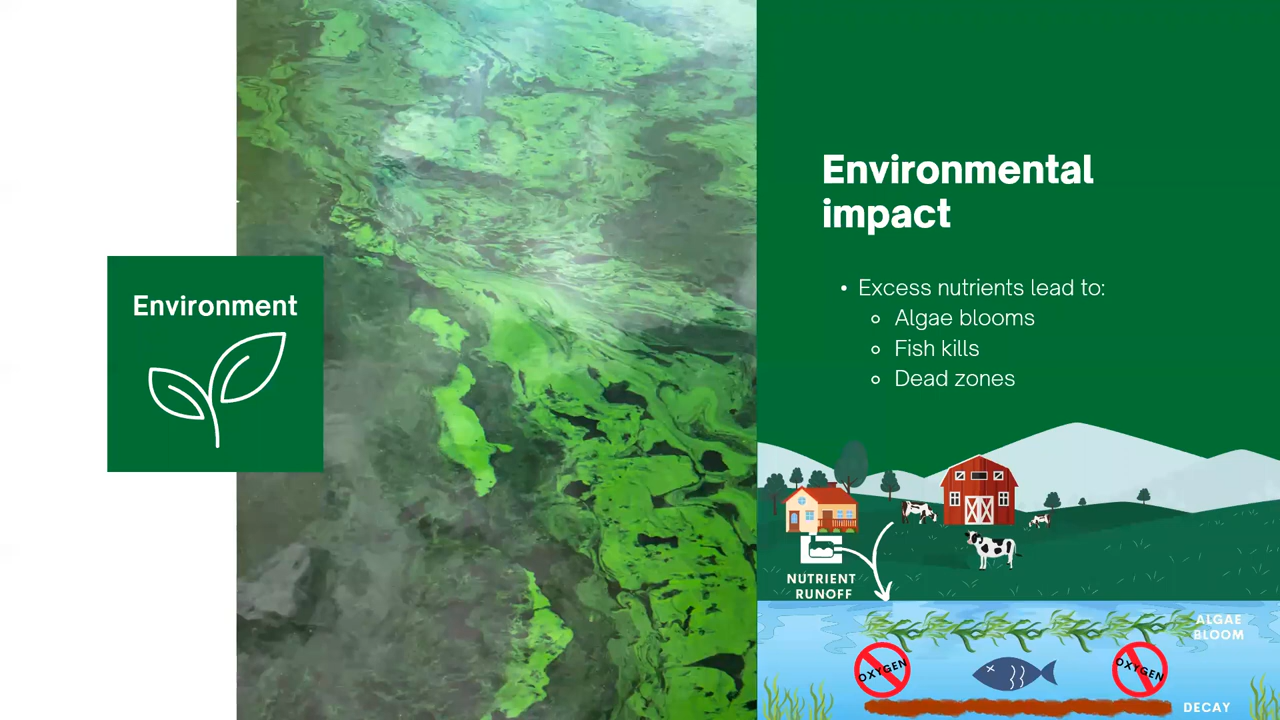 Environment
Environmental
impact
• Excess nutrients lead to:
Algae blooms
Fish kills
Dead zones
NUTRIENT
RUNOFF
ALGAE
BLOOM
OXYGEN
OXYGEN
DECAY